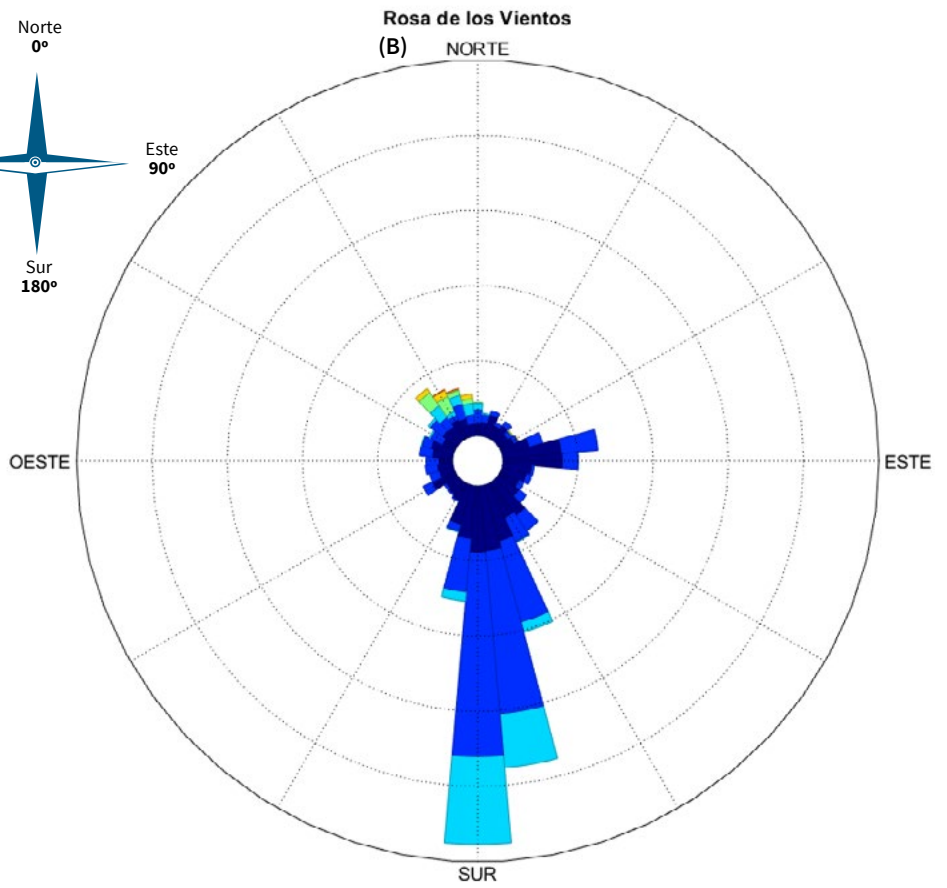 Rosa de los Vientos
(B)
NORTE
Norte
0º
Este
90º
Sur
180º
OESTE
ESTE
SUR